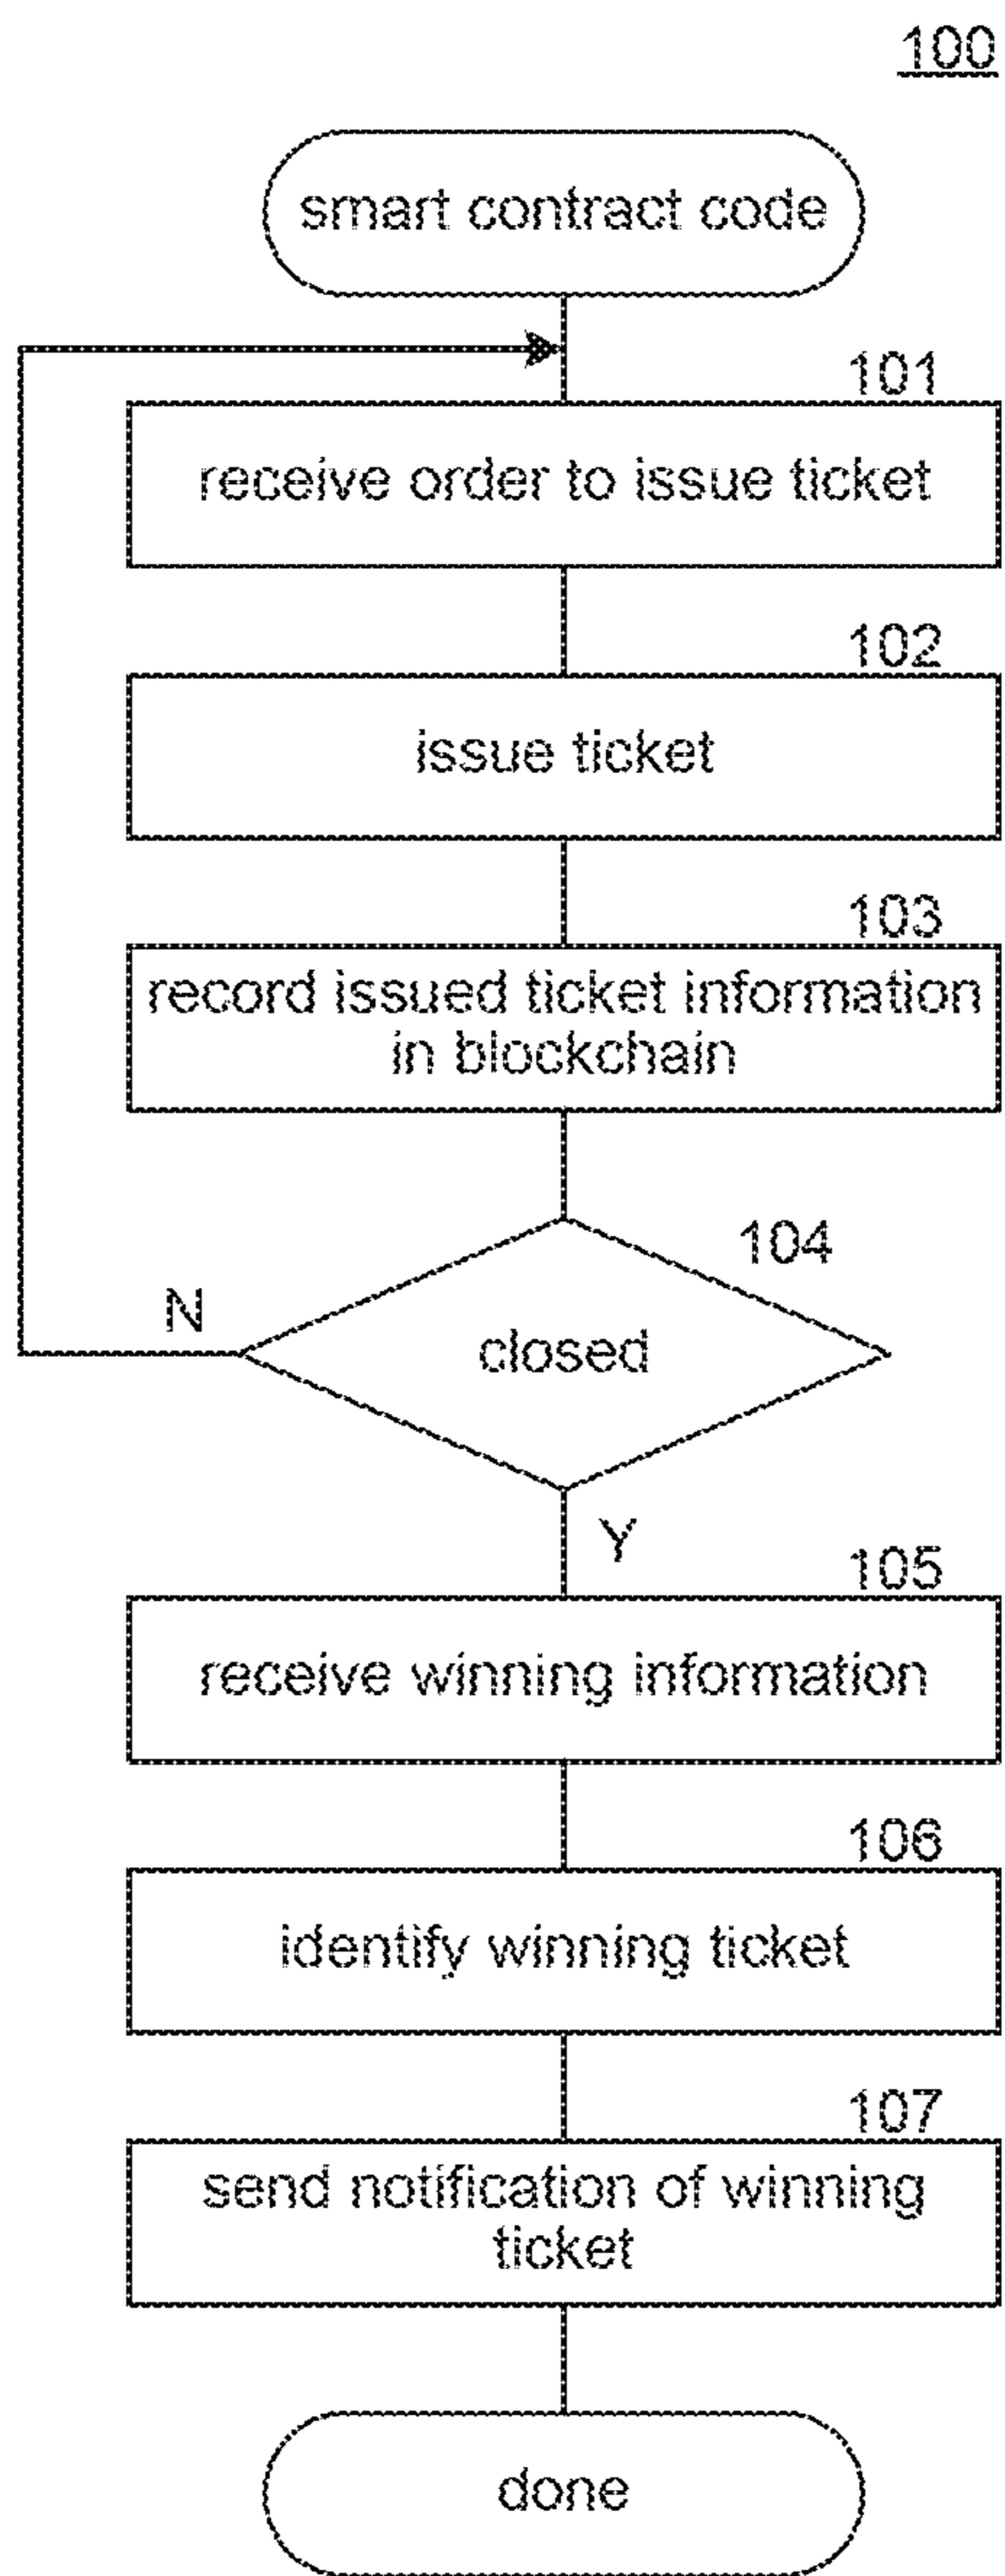 100
smart contract code
101
receive order to issue ticket
102
issue ticket
103
record issued ticket information
in blockchain
104
N
closed
Y
105
receive winning information
106
identify winning ticket
107
send notification of winning
ticket
done